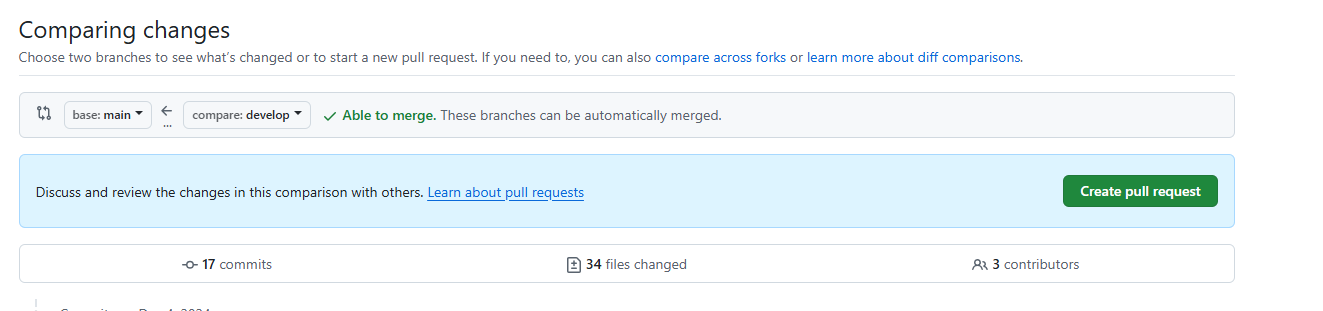 Comparing changes
Choose two branches to see what's changed or to start a new pull request. If you need to, you can also compare across forks or learn more about diff comparisons.
base: main ... compare: develop Able to merge. These branches can be automatically merged.
Discuss and review the changes in this comparison with others. Learn about pull requests Create pull request
17 commits 34 files changed 3 contributors